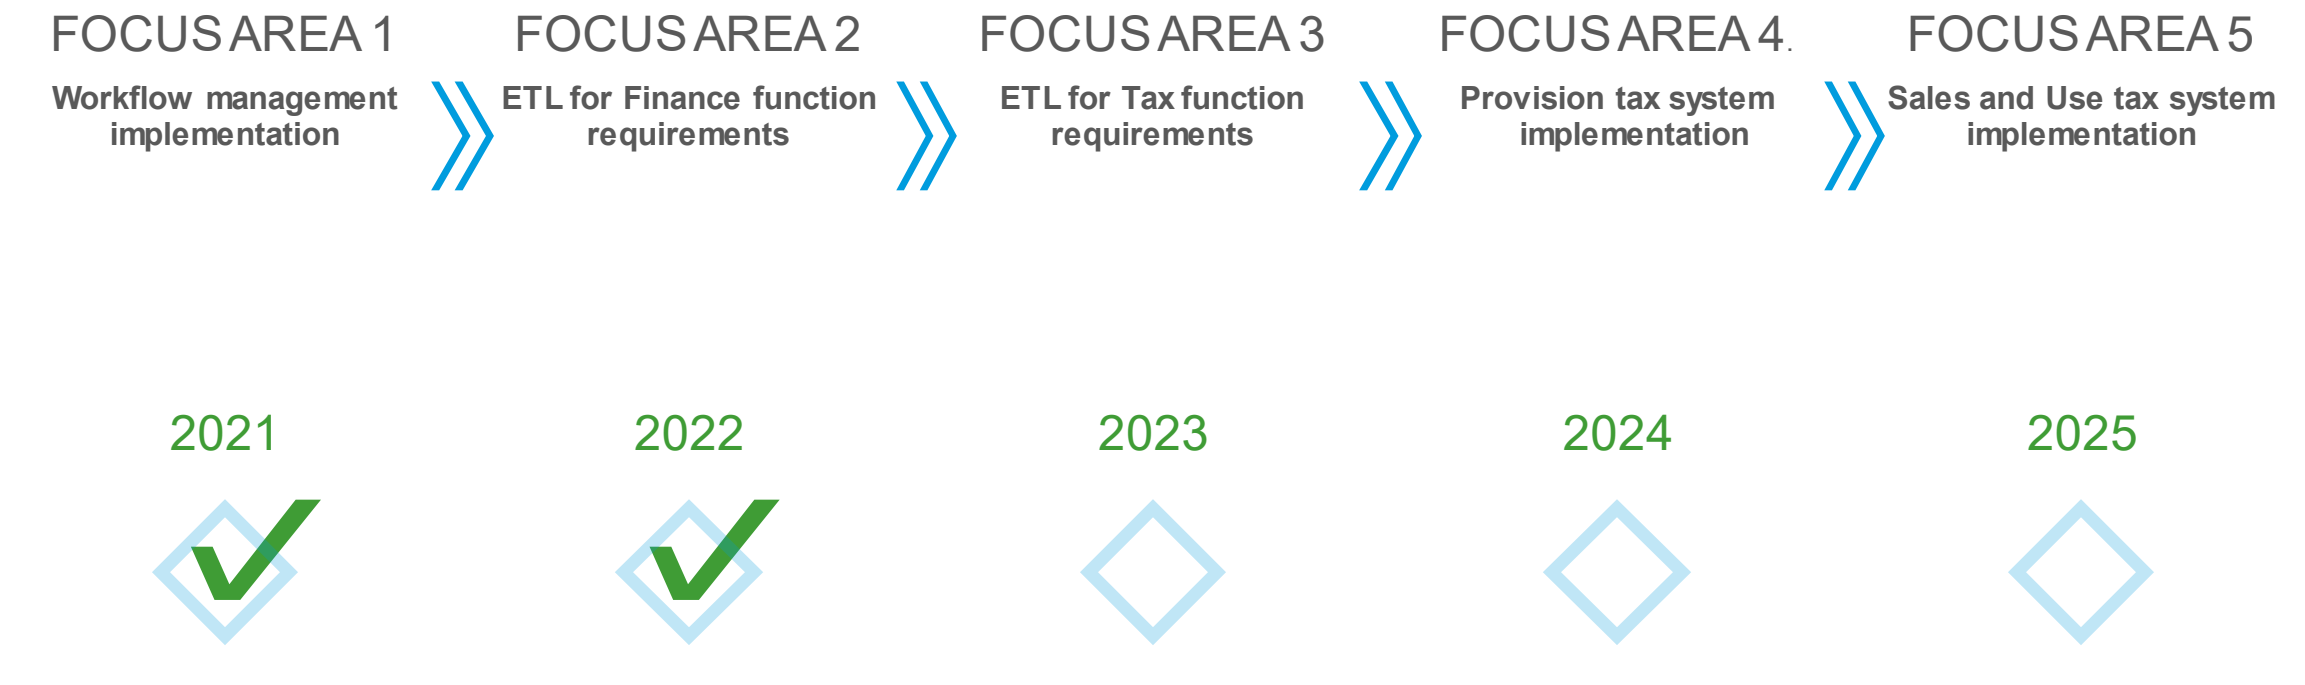 FOCUS AREA 1
Workflow management
implementation
FOCUS AREA 2
ETL for Finance function
requirements
FOCUS AREA 3
ETL for Tax function
requirements
FOCUS AREA 4.
Provision tax system
implementation
FOCUS AREA 5
Sales and Use tax system
implementation
2021
2022
2023
2024
2025